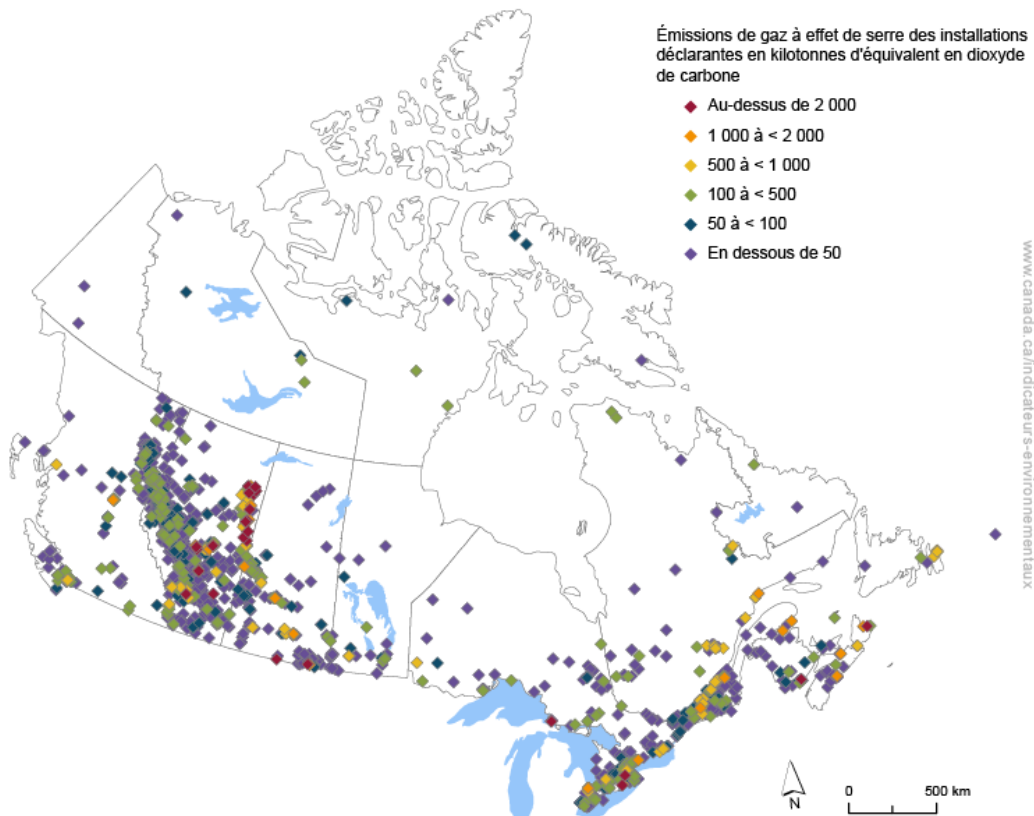 Émissions de gaz à effet de serre des installations
déclarantes en kilotonnes d'équivalent en dioxyde
de carbone
Au-dessus de 2 000
1 000 à < 2 000
500 à < 1 000
100 à < 500
50 à < 100
En dessous de 50
www.canada.ca/indicateurs-environnementaux
N
0 500 km